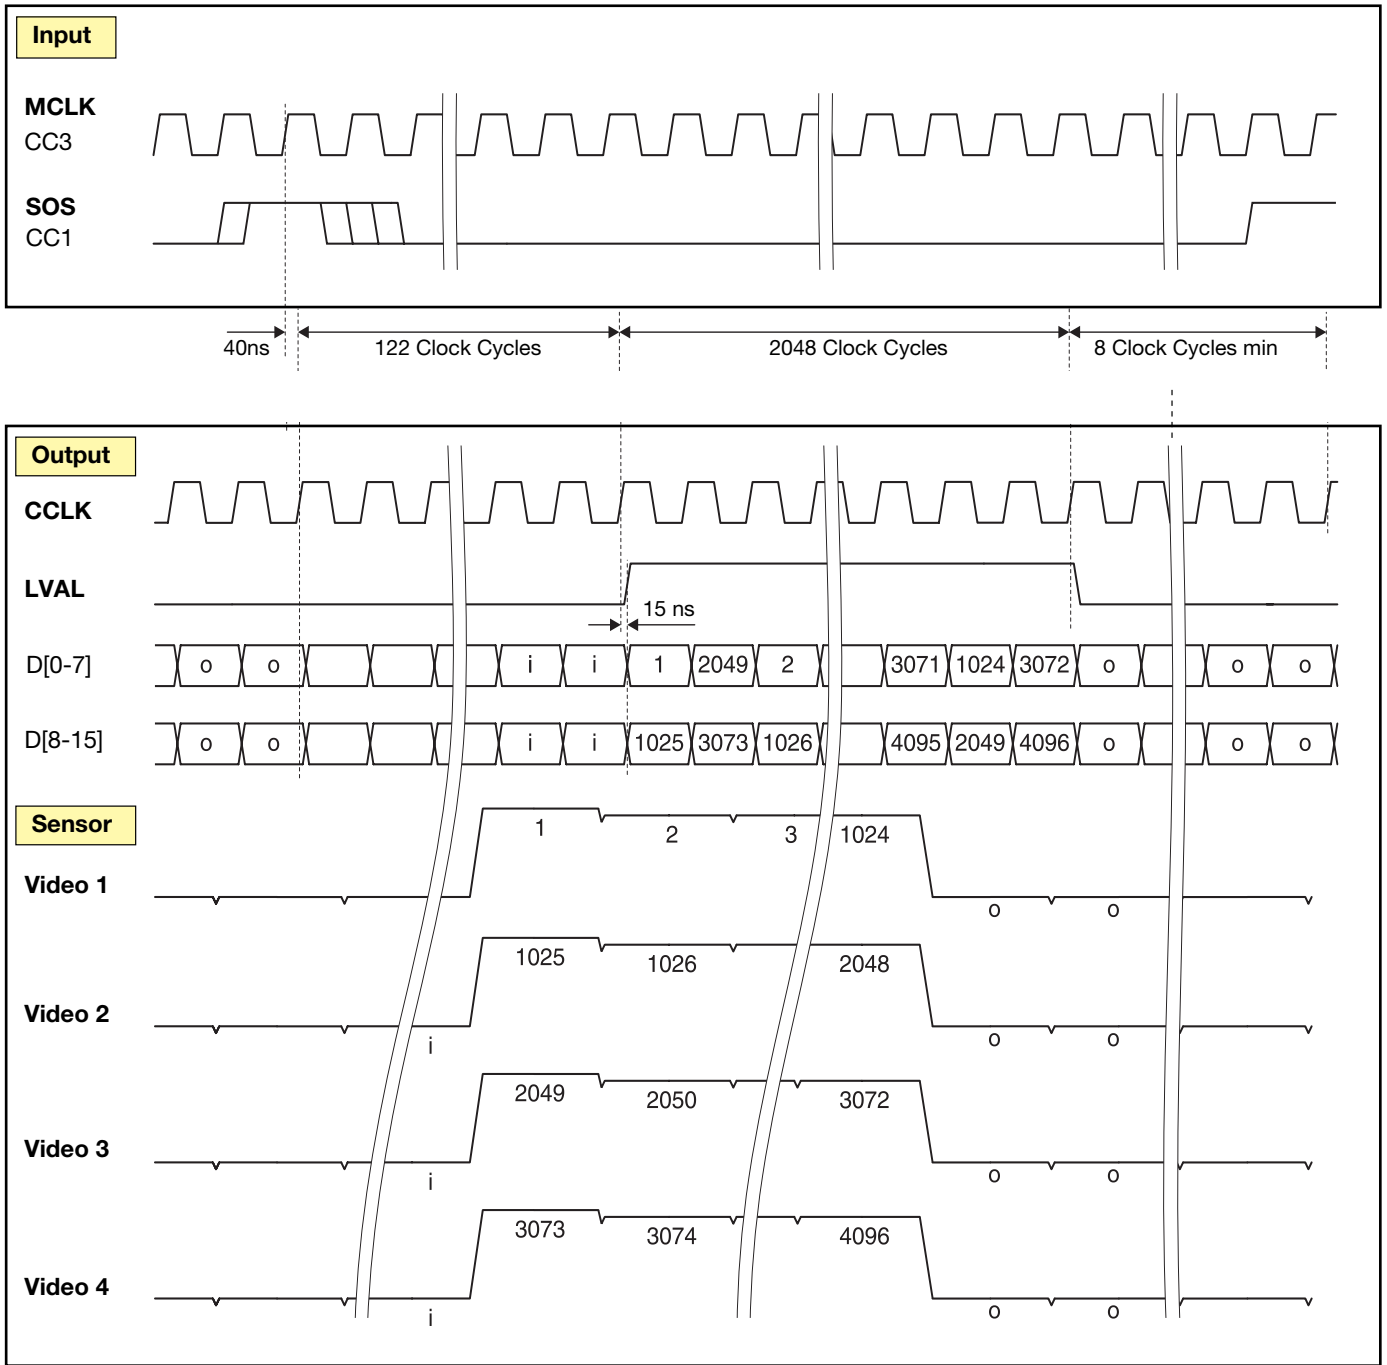 Input
MCLK
CC3
SOS
CC1
40ns 122 Clock Cycles 2048 Clock Cycles 8 Clock Cycles min
Output
CCLK
LVAL
15 ns
D[0-7] o o i i 1 2049 2 3071 1024 3072 o o o
D[8-15] o o i i 1025 3073 1026 4095 2049 4096 o o o
Sensor
1 2 3 1024
Video 1
o o
1025 1026 2048
Video 2
i o o
2049 2050 3072
Video 3
i o o
3073 3074 4096
Video 4
i o o